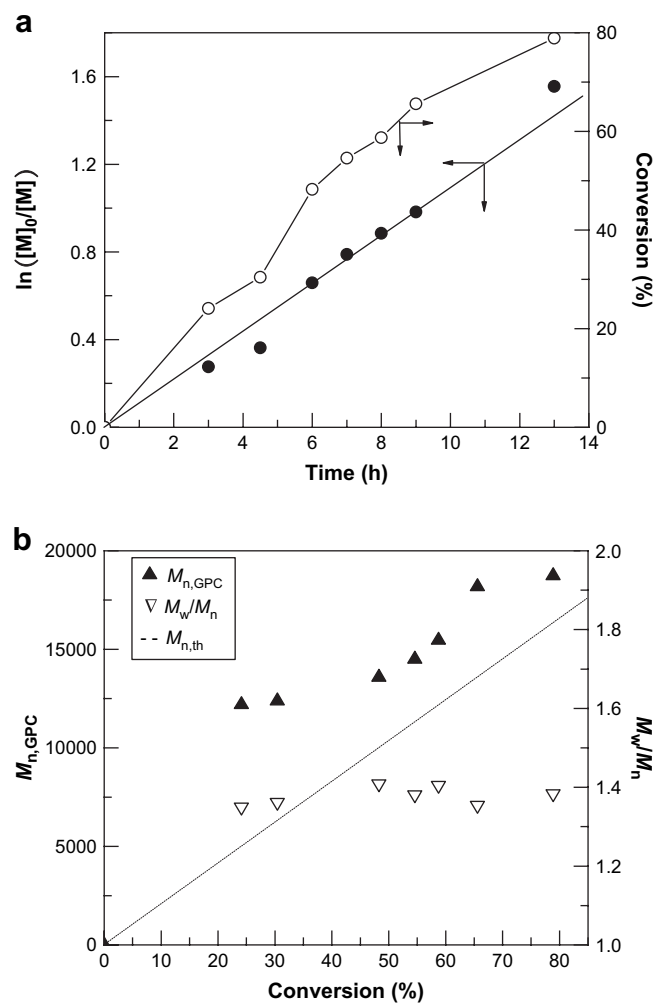 a
ln ([M]0/[M])
1.6
1.2
0.8
0.4
0.0
80
60
40
20
0
Conversion (%)
0 2 4 6 8 10 12 14
Time (h)
b
Mn,GPC
20000
15000
10000
5000
0
Mn,GPC
Mw/Mn
-- Mn,th
2.0
1.8
1.6
1.4
1.2
1.0
Mw/Mn
0 10 20 30 40 50 60 70 80
Conversion (%)